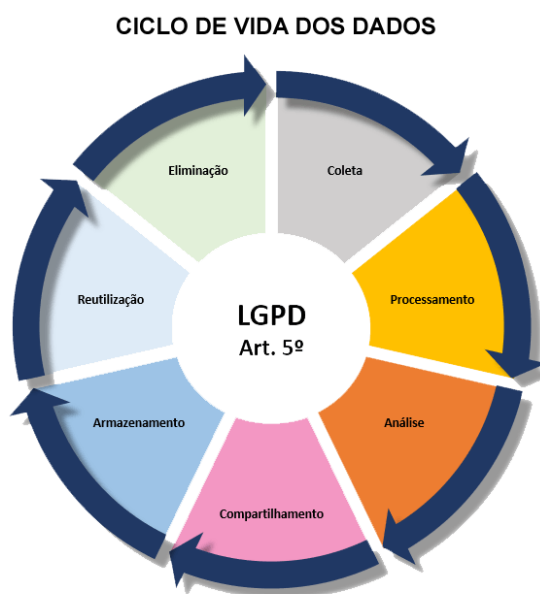 CICLO DE VIDA DOS DADOS
Coleta
Processamento
Análise
Compartilhamento
Armazenamento
Reutilização
Eliminação
LGPD
Art. 5º